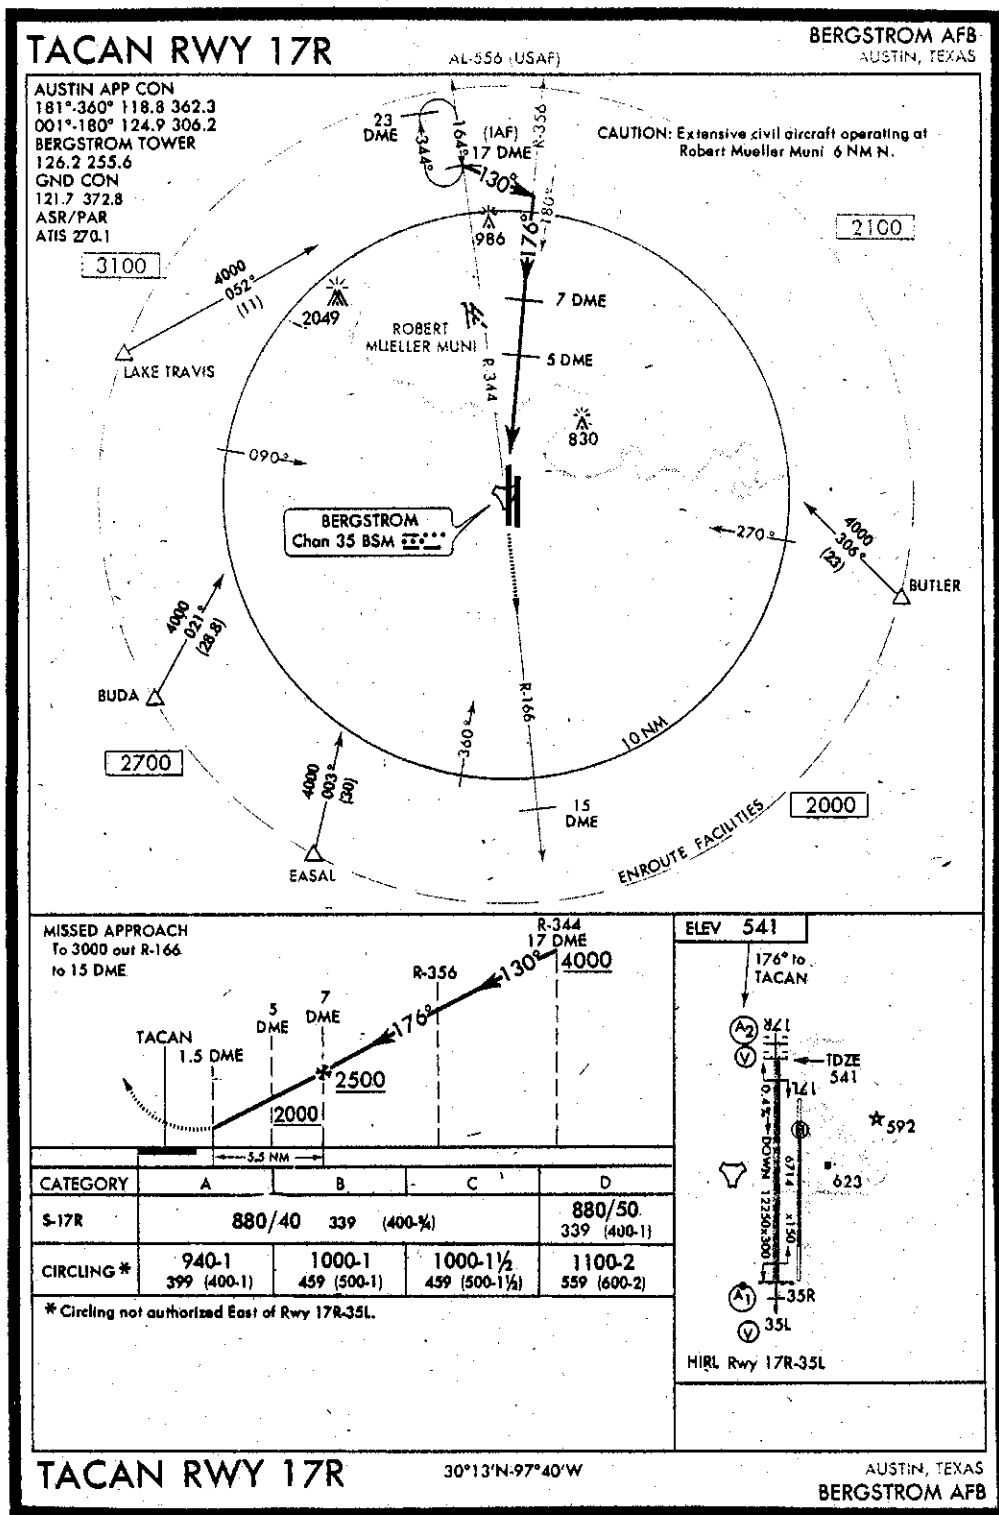 TACAN RWY 17R
AL-556 (USAF)
BERGSTROM AFB
AUSTIN, TEXAS
AUSTIN APP CON
181°-360° 118.8 362.3
001°-180° 124.9 306.2
BERGSTROM TOWER
126.2 255.6
GND CON
121.7 372.8
ASR/PAR
ATIS 270.1
CAUTION: Extensive civil aircraft operating at
Robert Mueller Muni 6 NM N.
23
DME
164°
344°
(IAF)
17 DME
R-356
130°
180°
176°
986
3100
2100
4000
052°
(11)
2049
LAKE TRAVIS
ROBERT
MUELLER MUNI
7 DME
5 DME
R-344
830
090°
BERGSTROM
Chan 35 BSM
270°
4000
306°
(23)
BUTLER
4000
021°
(28.8)
BUDA
R-166
360°
10 NM
2700
4000
003°
(30)
EASAL
15
DME
2000
ENROUTE FACILITIES
MISSED APPROACH
To 3000 out R-166
to 15 DME
R-344
17 DME
4000
130°
R-356
176°
7
DME
5
DME
TACAN
1.5 DME
2500
2000
5.5 NM
ELEV 541
176° to
TACAN
A2
V
17R
TDZE
541
17L
0.4% DOWN
12250x300
6714 x150
592
623
A1
35R
35L
V
HIRL Rwy 17R-35L
CATEGORY A B C D
S-17R 880/40 339 (400-¾) 880/50
339 (400-1)
CIRCLING* 940-1 1000-1 1000-1½ 1100-2
399 (400-1) 459 (500-1) 459 (500-1½) 559 (600-2)
* Circling not authorized East of Rwy 17R-35L.
TACAN RWY 17R
30°13'N-97°40'W
AUSTIN, TEXAS
BERGSTROM AFB